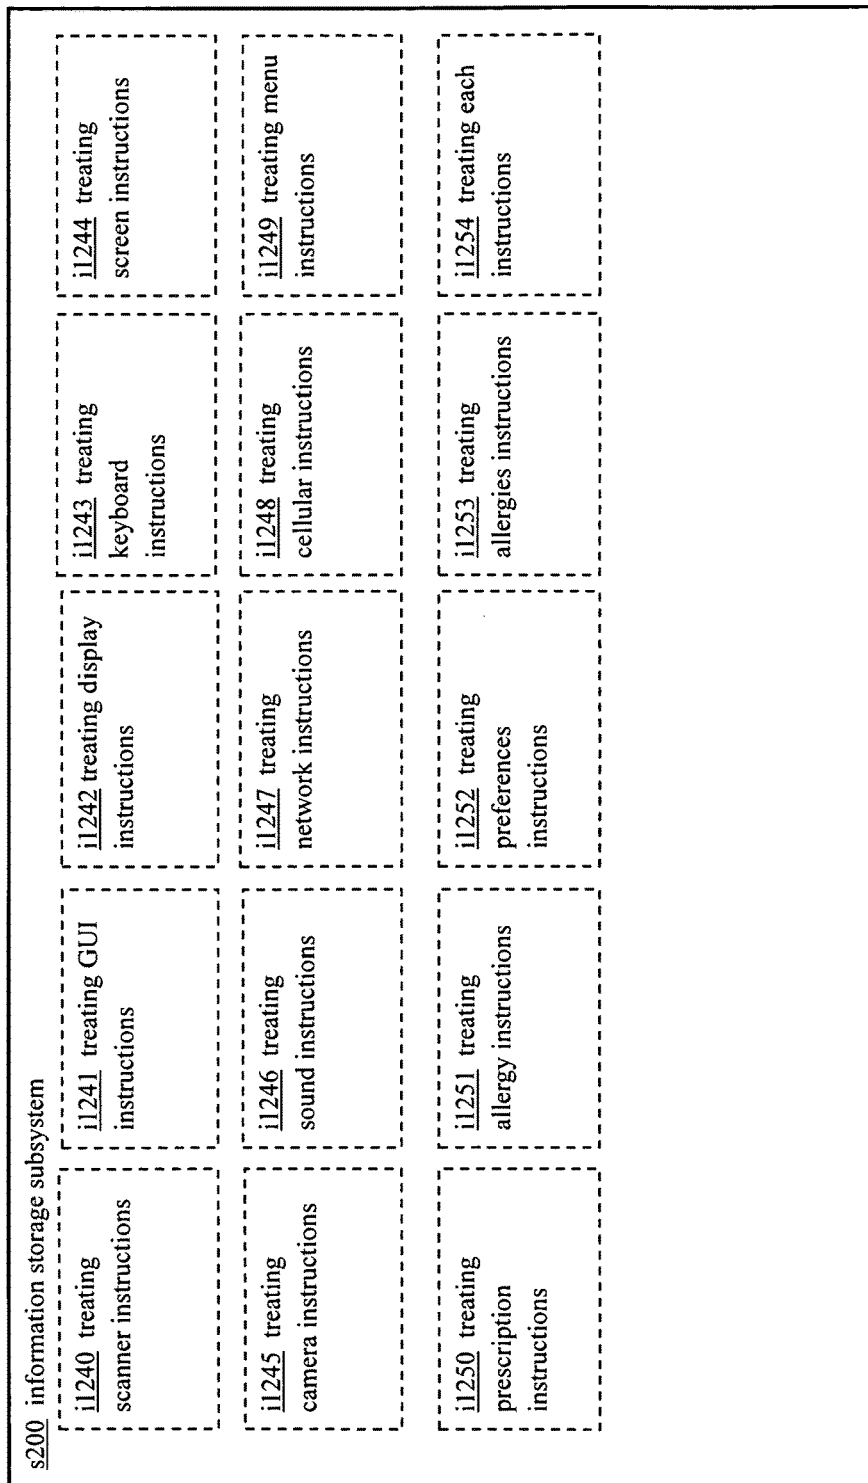 s200 information storage subsystem
i1240 treating
scanner instructions
i1241 treating GUI
instructions
i1242 treating display
instructions
i1243 treating
keyboard
instructions
i1244 treating
screen instructions
i1245 treating
camera instructions
i1246 treating
sound instructions
i1247 treating
network instructions
i1248 treating
cellular instructions
i1249 treating menu
instructions
i1250 treating
prescription
instructions
i1251 treating
allergy instructions
i1252 treating
preferences
instructions
i1253 treating
allergies instructions
i1254 treating each
instructions